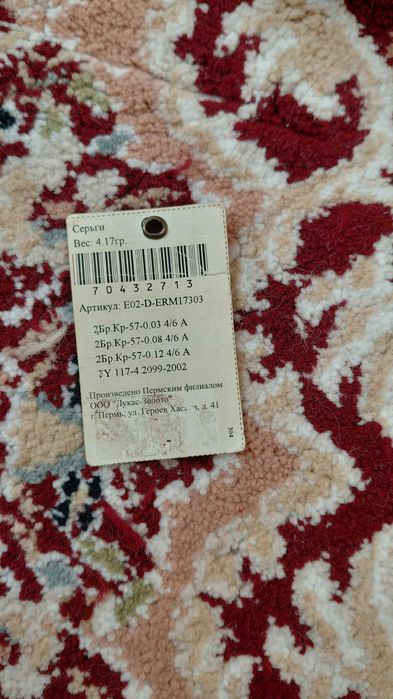 Серьги
Вес: 4.17гр.
70432713
Артикул: E02-D-ERM17303
2Бр.Кр-57-0.03 4/6 А
2Бр.Кр-57-0.08 4/6 А
2Бр.Кр-57-0.12 4/6 А
ТУ 117-4.2099-2002
Произведено Пермским филиалом
ООО "Лукас-Золото"
г. Пермь, ул. Героев д. 41
304